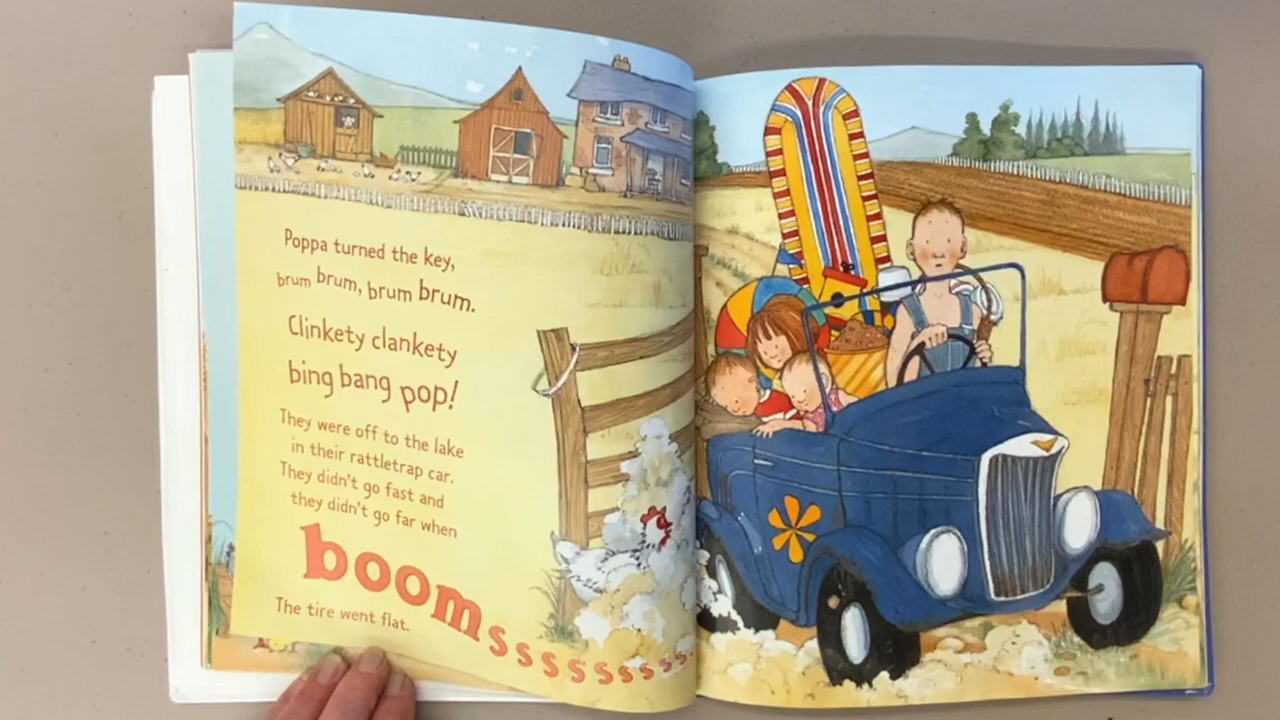 Poppa turned the key,
brum brum, brum brum.
Clinkety clankety
bing bang pop!
They were off to the lake
in their rattletrap car.
They didn't go fast and
they didn't go far when
boomssssssss.
The tire went flat.